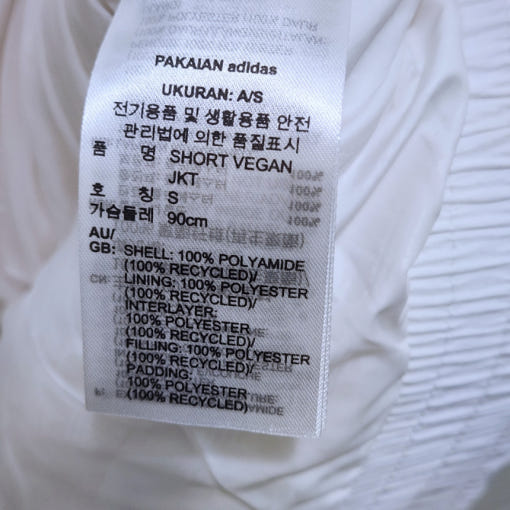 PAKAIAN adidas
UKURAN: A/S
전기용품 및 생활용품 안전
관리법에 의한 품질표시
품 명 SHORT VEGAN
JKT
호 칭 S
가슴둘레 90cm
AU/
GB: SHELL: 100% POLYAMIDE
(100% RECYCLED)/
LINING: 100% POLYESTER
(100% RECYCLED)/
INTERLAYER:
100% POLYESTER
(100% RECYCLED)/
FILLING: 100% POLYESTER
(100% RECYCLED)/
PADDING:
100% POLYESTER
(100% RECYCLED)